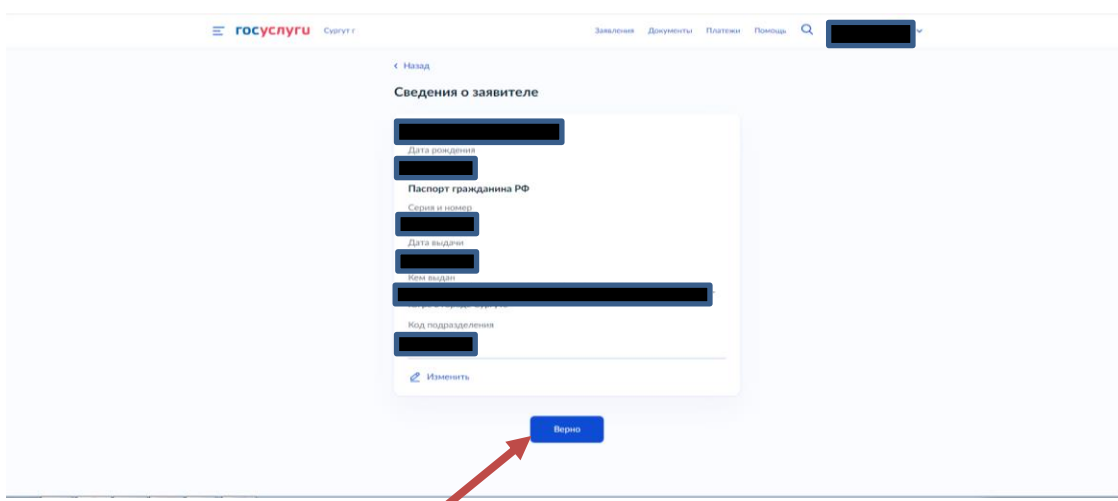 госуслуги Сургут г Заявления Документы Платежи Помощь
Назад
Сведения о заявителе
Дата рождения
Паспорт гражданина РФ
Серия и номер
Дата выдачи
Кем выдан
Код подразделения
Изменить
Верно